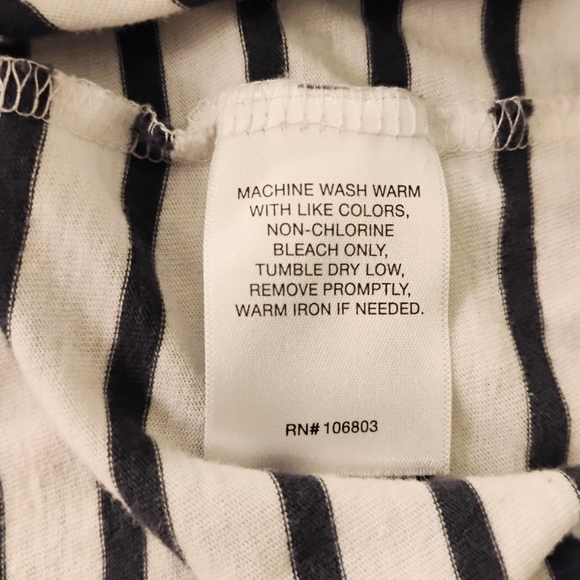 MACHINE WASH WARM
WITH LIKE COLORS,
NON-CHLORINE
BLEACH ONLY,
TUMBLE DRY LOW,
REMOVE PROMPTLY,
WARM IRON IF NEEDED.
RN# 106803